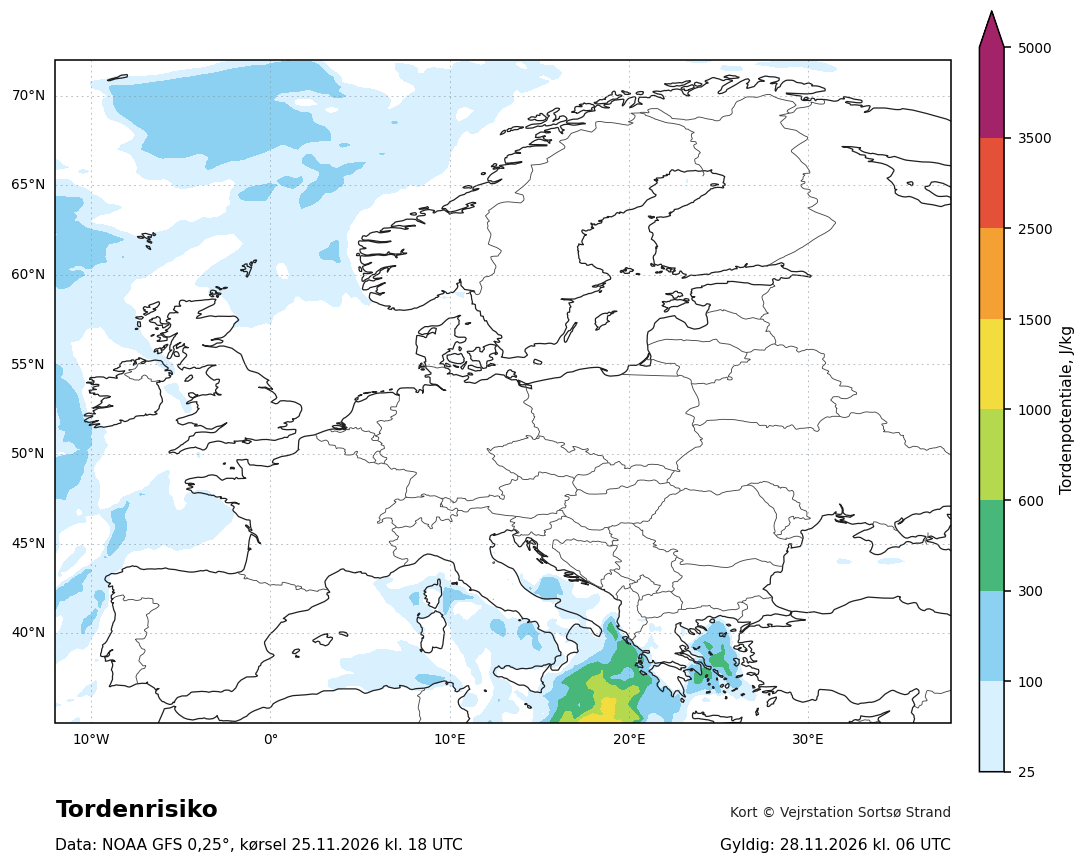 70°N
65°N
60°N
55°N
50°N
45°N
40°N
10°W
0°
10°E
20°E
30°E
5000
3500
2500
1500
1000
600
300
100
25
Tordenpotentiale, J/kg
Tordenrisiko
Kort © Vejrstation Sortsø Strand
Data: NOAA GFS 0,25°, kørsel 25.11.2026 kl. 18 UTC
Gyldig: 28.11.2026 kl. 06 UTC